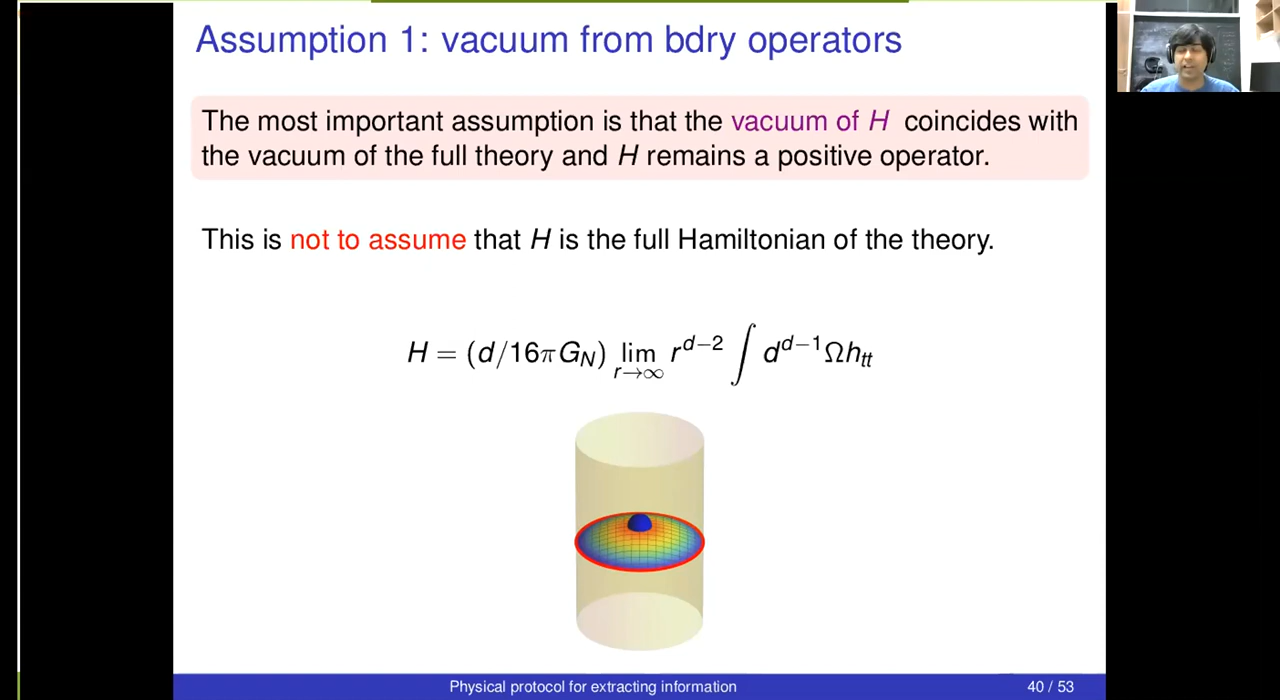 Assumption 1: vacuum from bdry operators
The most important assumption is that the vacuum of H coincides with
the vacuum of the full theory and H remains a positive operator.
This is not to assume that H is the full Hamiltonian of the theory.
H = (d/16πG_N) lim_{r→∞} r^{d−2} ∫ d^{d−1}Ωh_{tt}
Physical protocol for extracting information
40 / 53